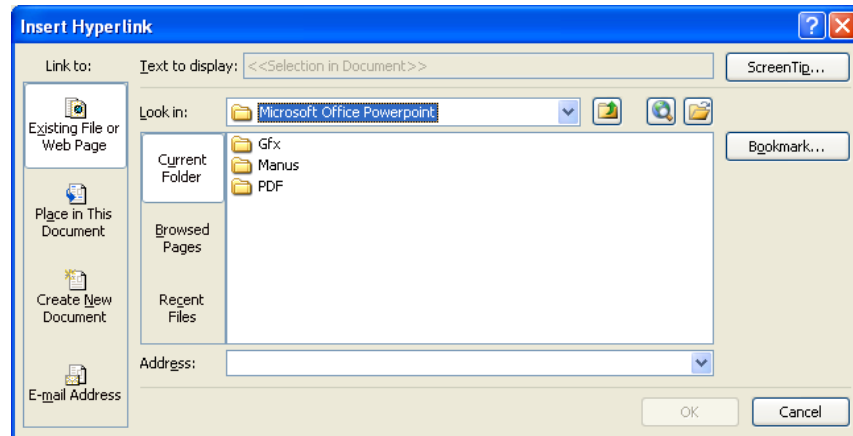 Insert Hyperlink
Link to:
Text to display: <<Selection in Document>>
ScreenTip...
Existing File or
Web Page
Look in: Microsoft Office Powerpoint
Current
Folder
Gfx
Manus
PDF
Bookmark...
Place in This
Document
Browsed
Pages
Create New
Document
Recent
Files
E-mail Address
Address:
OK
Cancel